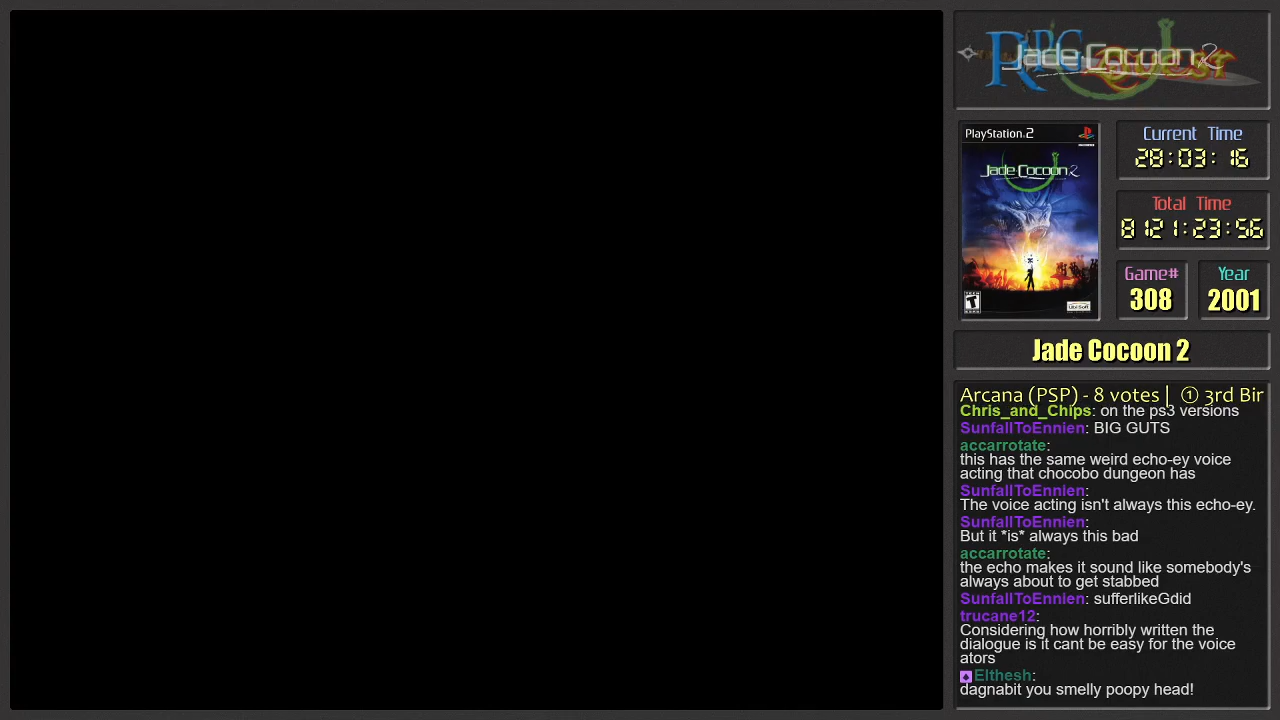 RPG Quest
Jade Cocoon 2
PlayStation.2
Jade Cocoon 2
TEEN
Ubi Soft
Current Time
28:03:16
Total Time
8121:23:56
Game#
308
Year
2001
Jade Cocoon 2
Arcana (PSP) - 8 votes | ① 3rd Bir
Chris_and_Chips: on the ps3 versions
SunfallToEnnien: BIG GUTS
accarrotate:
this has the same weird echo-ey voice
acting that chocobo dungeon has
SunfallToEnnien:
The voice acting isn't always this echo-ey.
SunfallToEnnien:
But it *is* always this bad
accarrotate:
the echo makes it sound like somebody's
always about to get stabbed
SunfallToEnnien: sufferlikeGdid
trucane12:
Considering how horribly written the
dialogue is it cant be easy for the voice
ators
Elthesh:
dagnabit you smelly poopy head!